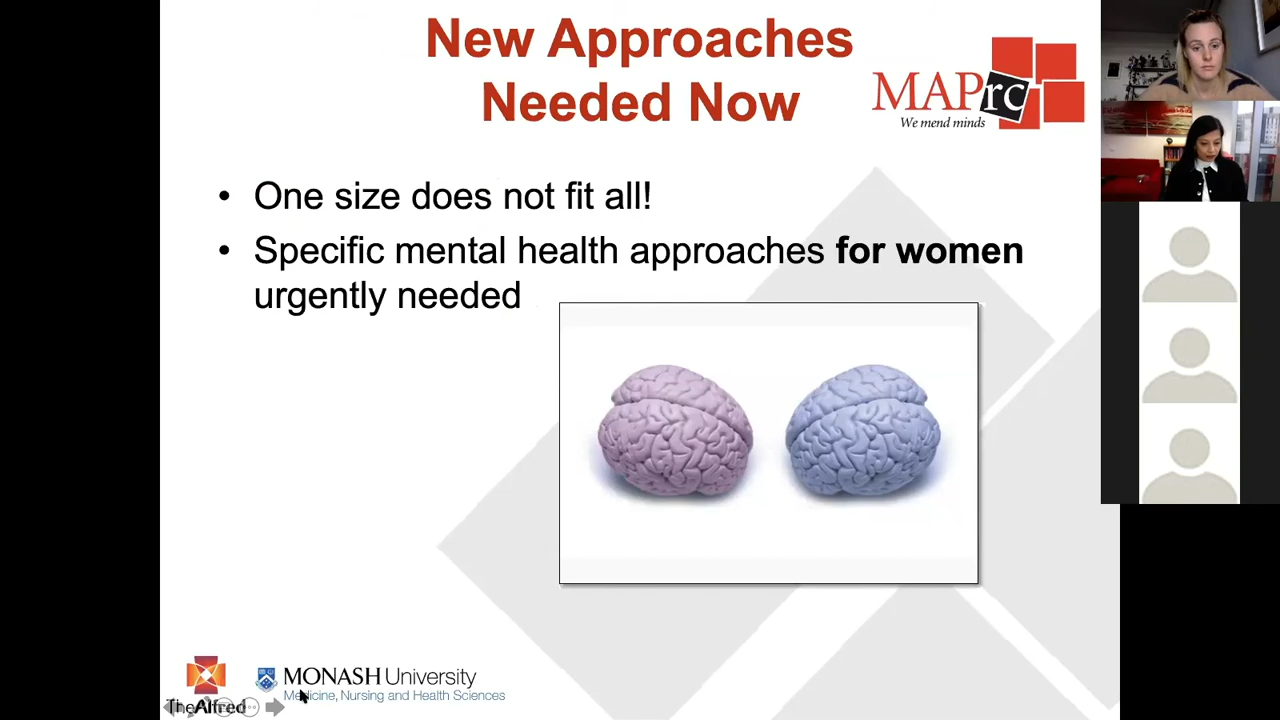 New Approaches
Needed Now
MAPrc
We mend minds
• One size does not fit all!
• Specific mental health approaches for women
urgently needed
TheAlfred
MONASH University
Medicine, Nursing and Health Sciences